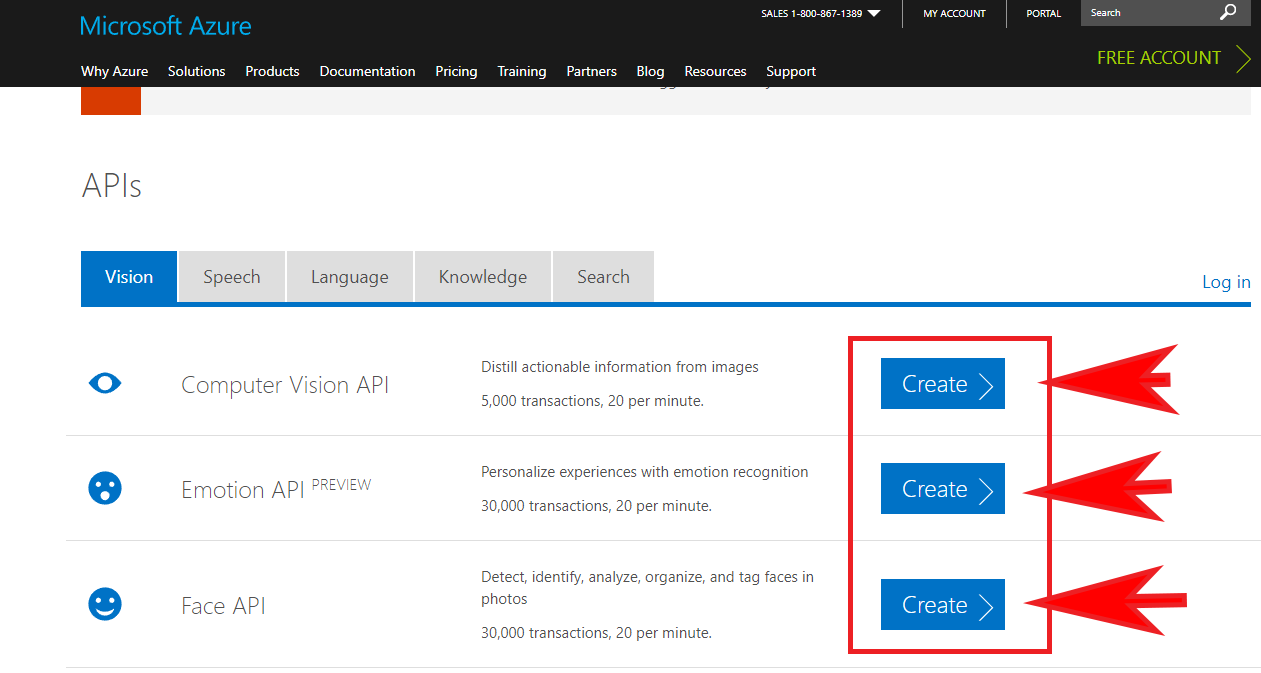 Microsoft Azure
SALES 1-800-867-1389
MY ACCOUNT
PORTAL
Search
Why Azure
Solutions
Products
Documentation
Pricing
Training
Partners
Blog
Resources
Support
FREE ACCOUNT
APIs
Vision
Speech
Language
Knowledge
Search
Log in
Computer Vision API
Distill actionable information from images
5,000 transactions, 20 per minute.
Create
Emotion API PREVIEW
Personalize experiences with emotion recognition
30,000 transactions, 20 per minute.
Create
Face API
Detect, identify, analyze, organize, and tag faces in
photos
30,000 transactions, 20 per minute.
Create